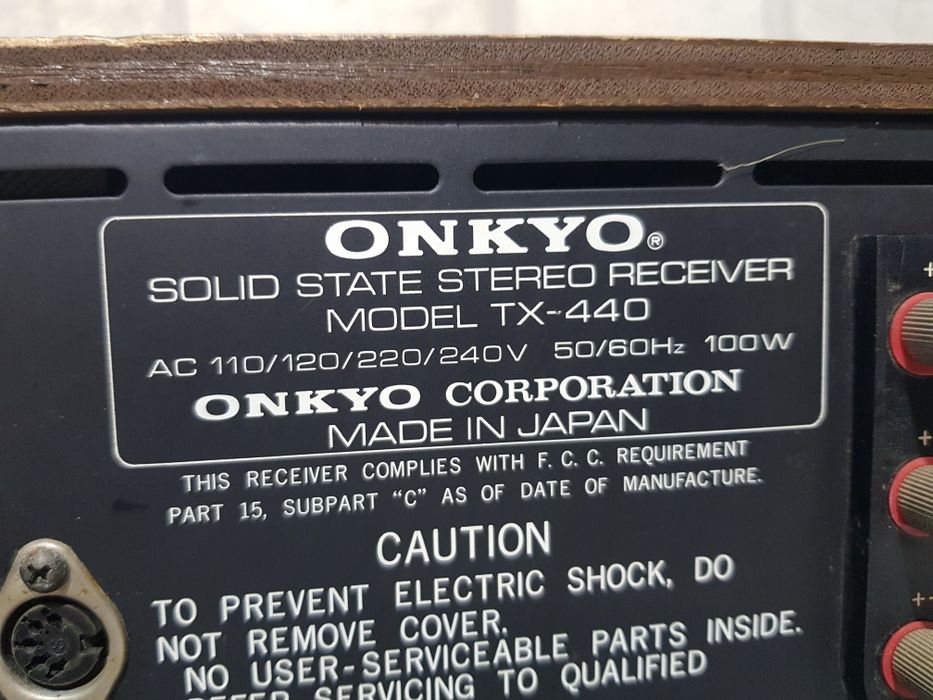 ONKYO®
SOLID STATE STEREO RECEIVER
MODEL TX-440
AC 110/120/220/240V 50/60Hz 100W
ONKYO CORPORATION
MADE IN JAPAN
THIS RECEIVER COMPLIES WITH F. C. C. REQUIREMENT
PART 15, SUBPART "C" AS OF DATE OF MANUFACTURE.
CAUTION
TO PREVENT ELECTRIC SHOCK, DO
NOT REMOVE COVER.
NO USER-SERVICEABLE PARTS INSIDE.
REFER SERVICING TO QUALIFIED
+
+
+